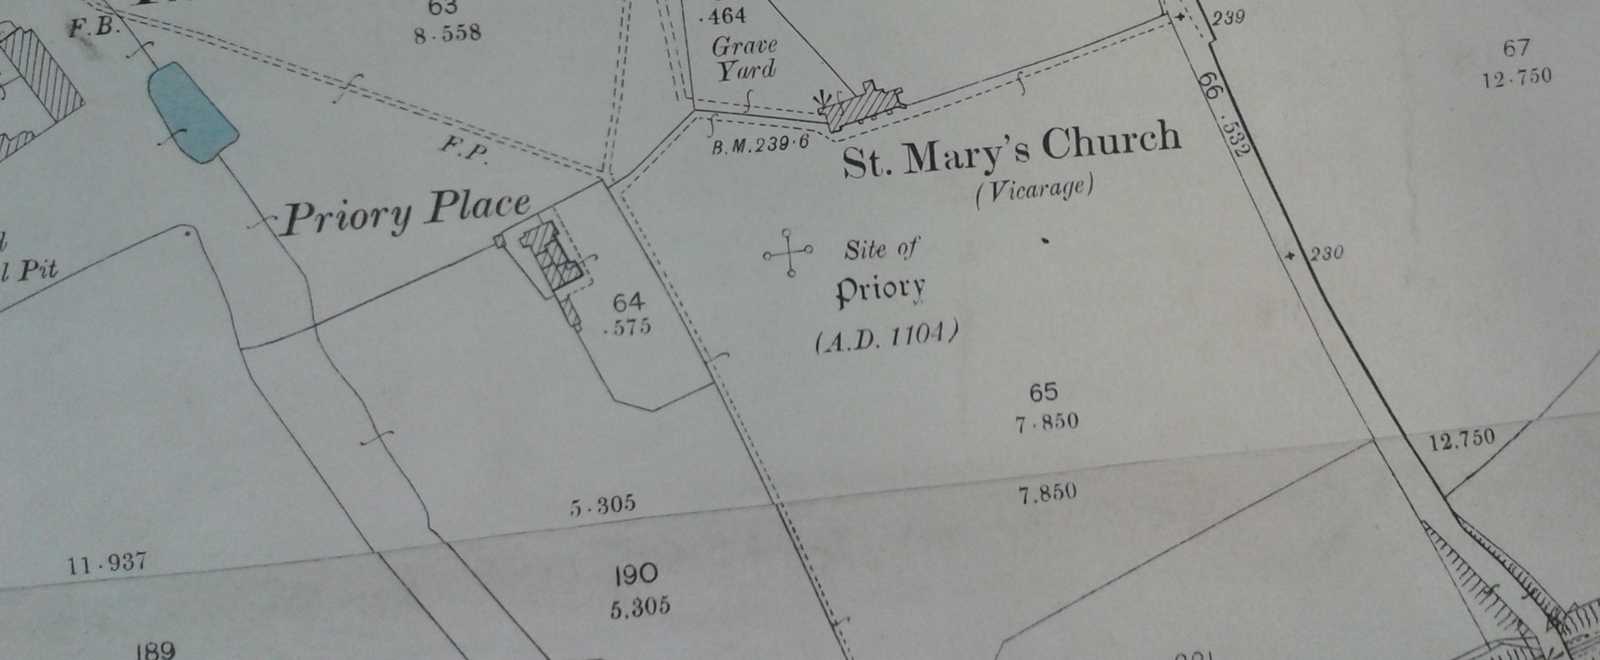 63
8.558
F.B.
.464
Grave
Yard
239
67
12.750
66 .532
F.P.
B.M.239.6
St. Mary's Church
(Vicarage)
Priory Place
Site of
Priory
(A.D. 1104)
230
l Pit
64
.575
65
7.850
12.750
5.305
7.850
11.937
190
5.305
189